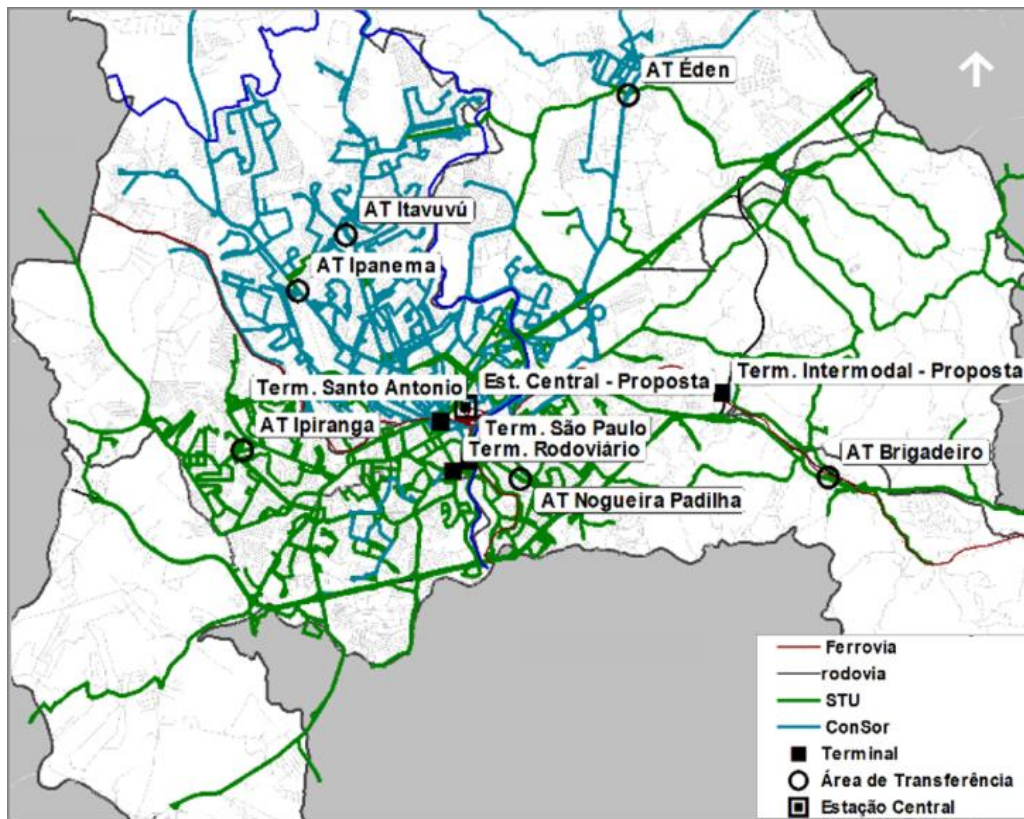 AT Éden
AT Itavuvú
AT Ipanema
Term. Santo Antonio
Est. Central - Proposta
Term. Intermodal - Proposta
AT Ipiranga
Term. São Paulo
Term. Rodoviário
AT Brigadeiro
AT Nogueira Padilha
Ferrovia
rodovia
STU
ConSor
Terminal
Área de Transferência
Estação Central